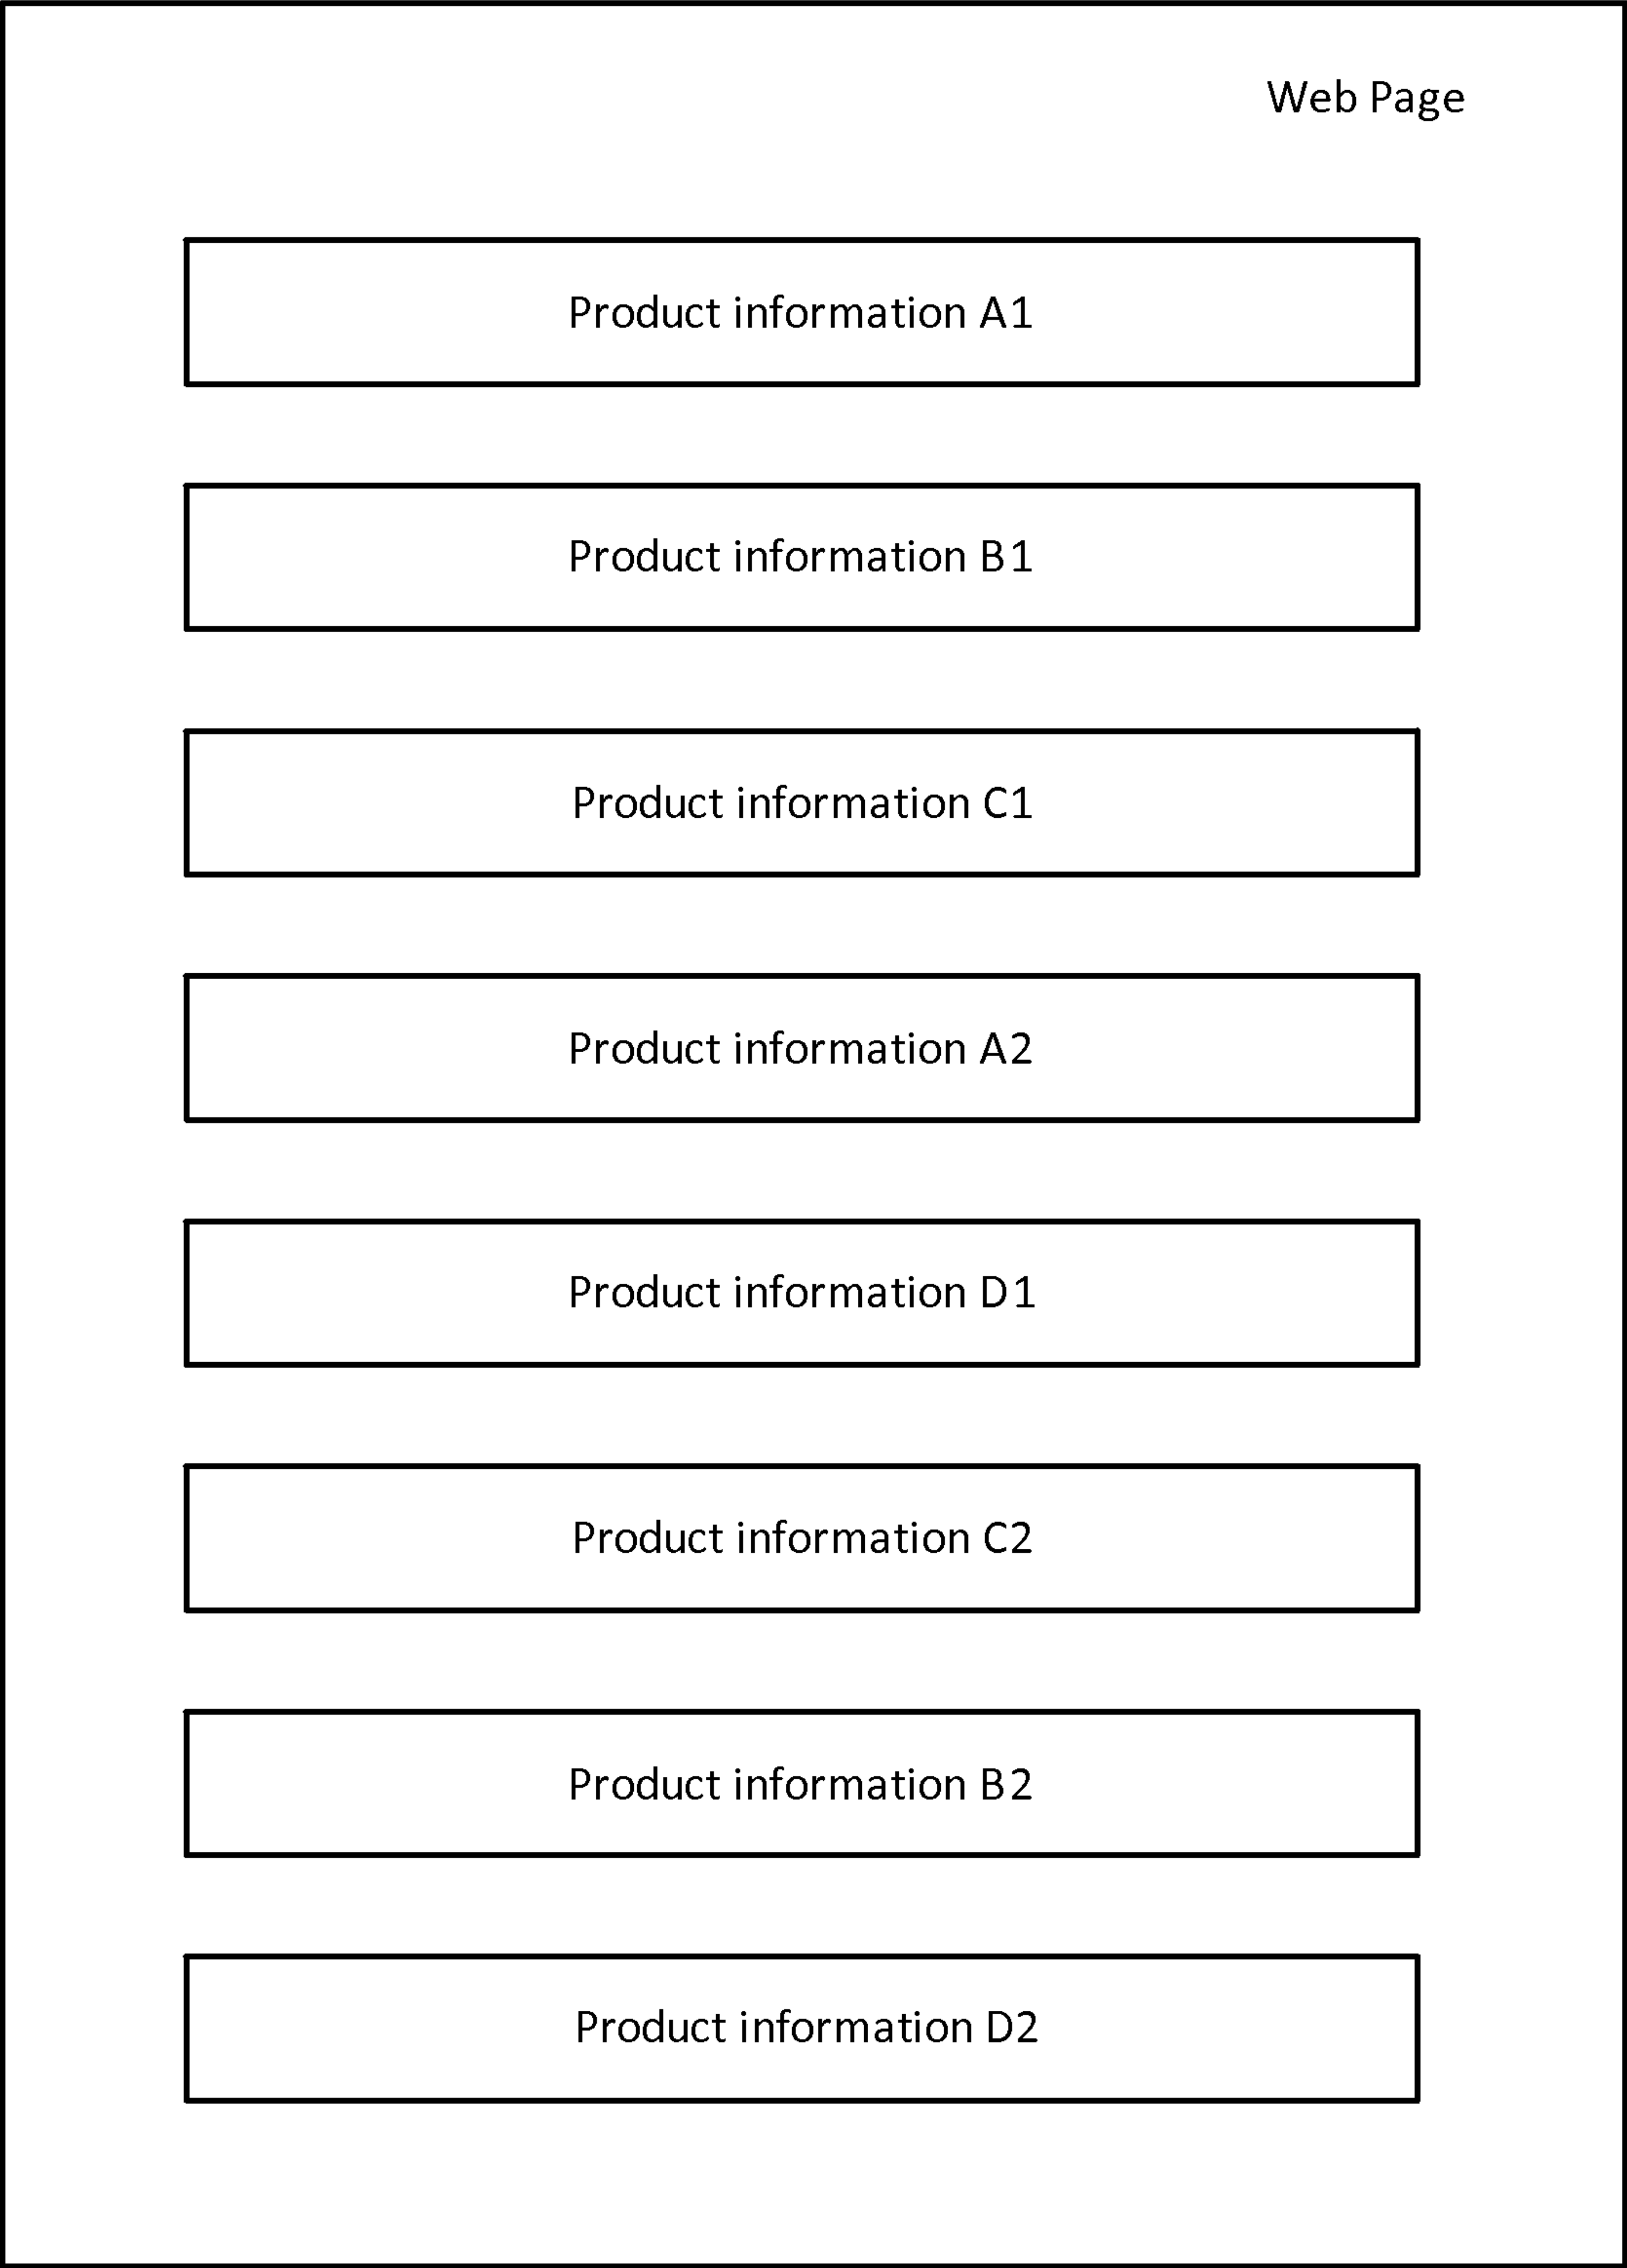 Web Page
Product information A1
Product information B1
Product information C1
Product information A2
Product information D1
Product information C2
Product information B2
Product information D2